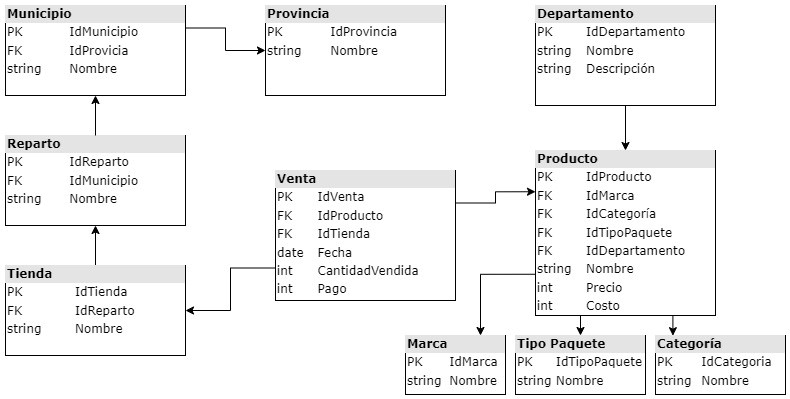 Municipio
PK IdMunicipio
FK IdProvicia
string Nombre
Provincia
PK IdProvincia
string Nombre
Departamento
PK IdDepartamento
string Nombre
string Descripción
Reparto
PK IdReparto
FK IdMunicipio
string Nombre
Venta
PK IdVenta
FK IdProducto
FK IdTienda
date Fecha
int CantidadVendida
int Pago
Producto
PK IdProducto
FK IdMarca
FK IdCategoría
FK IdTipoPaquete
FK IdDepartamento
string Nombre
int Precio
int Costo
Tienda
PK IdTienda
FK IdReparto
string Nombre
Marca
PK IdMarca
string Nombre
Tipo Paquete
PK IdTipoPaquete
string Nombre
Categoría
PK IdCategoria
string Nombre